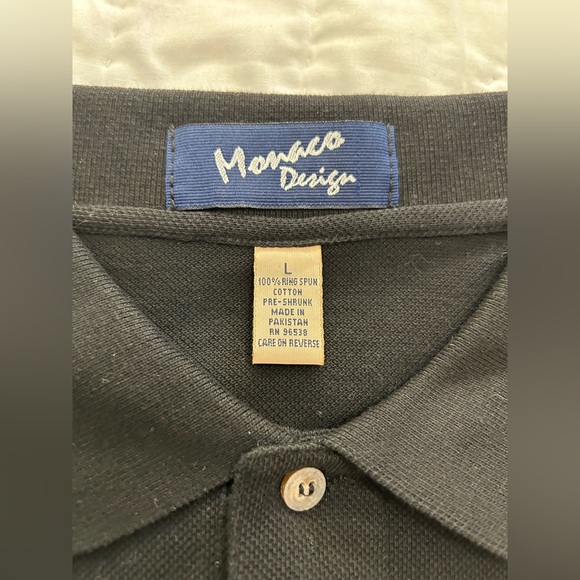 Monaco
Design
L
100% RING SPUN
COTTON
PRE-SHRUNK
MADE IN
PAKISTAN
RN 96538
CARE ON REVERSE